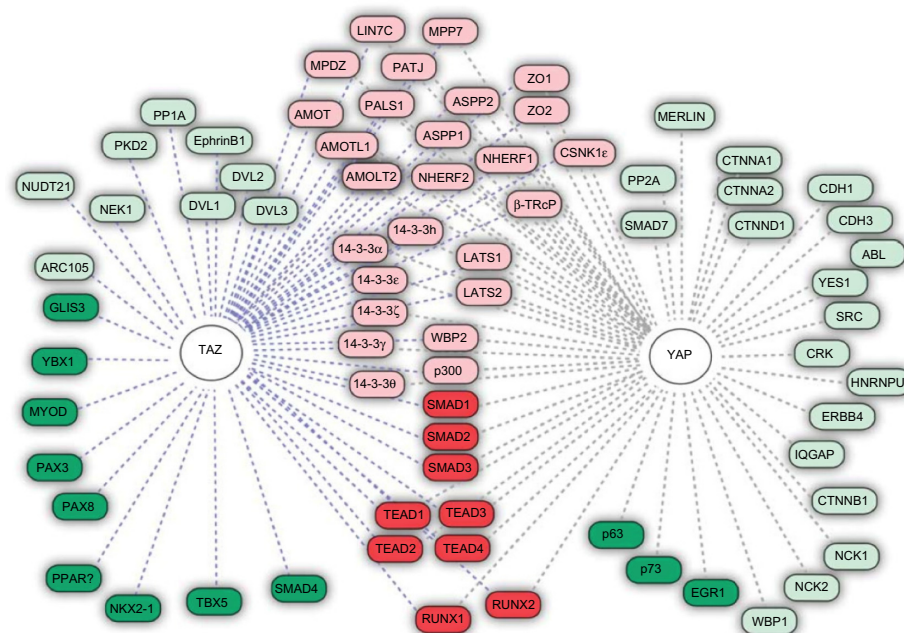 LIN7C
MPP7
MPDZ
PATJ
ZO1
PALS1
ASPP2
ZO2
AMOT
PP1A
MERLIN
EphrinB1
PKD2
AMOTL1
ASPP1
NHERF1
CSNK1ε
CTNNA1
DVL2
AMOLT2
NHERF2
PP2A
CTNNA2
CDH1
NUDT21
NEK1
DVL1
DVL3
β-TRcP
SMAD7
CTNND1
CDH3
14-3-3h
14-3-3α
ABL
LATS1
ARC105
14-3-3ε
YES1
LATS2
GLIS3
14-3-3ζ
SRC
WBP2
14-3-3γ
TAZ
YAP
CRK
YBX1
p300
14-3-3θ
HNRNPU
SMAD1
MYOD
ERBB4
SMAD2
IQGAP
PAX3
SMAD3
CTNNB1
PAX8
TEAD1
TEAD3
p63
TEAD2
TEAD4
NCK1
p73
PPAR?
SMAD4
NCK2
EGR1
NKX2-1
TBX5
RUNX2
RUNX1
WBP1